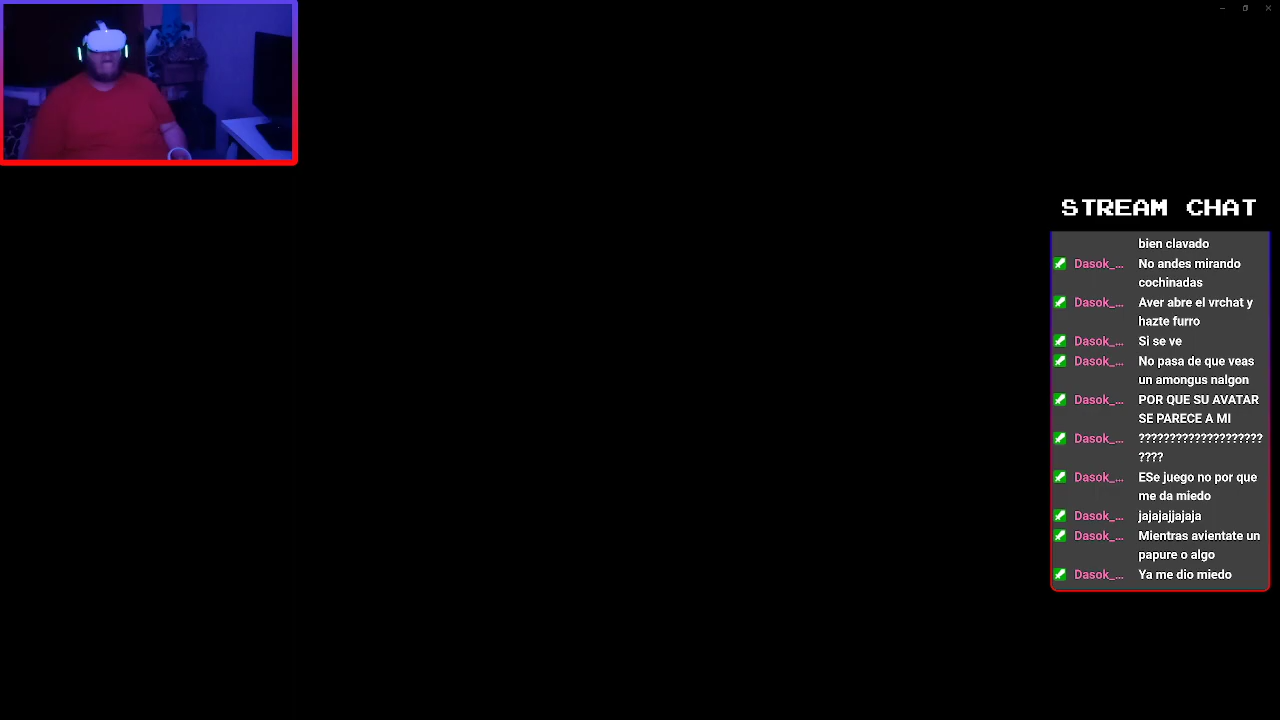 STREAM CHAT
bien clavado
Dasok_... No andes mirando
cochinadas
Dasok_... Aver abre el vrchat y
hazte furro
Dasok_... Si se ve
Dasok_... No pasa de que veas
un amongus nalgon
Dasok_... POR QUE SU AVATAR
SE PARECE A MI
Dasok_... ????????????????????
????
Dasok_... ESe juego no por que
me da miedo
Dasok_... jajajajjajaja
Dasok_... Mientras avientate un
papure o algo
Dasok_... Ya me dio miedo